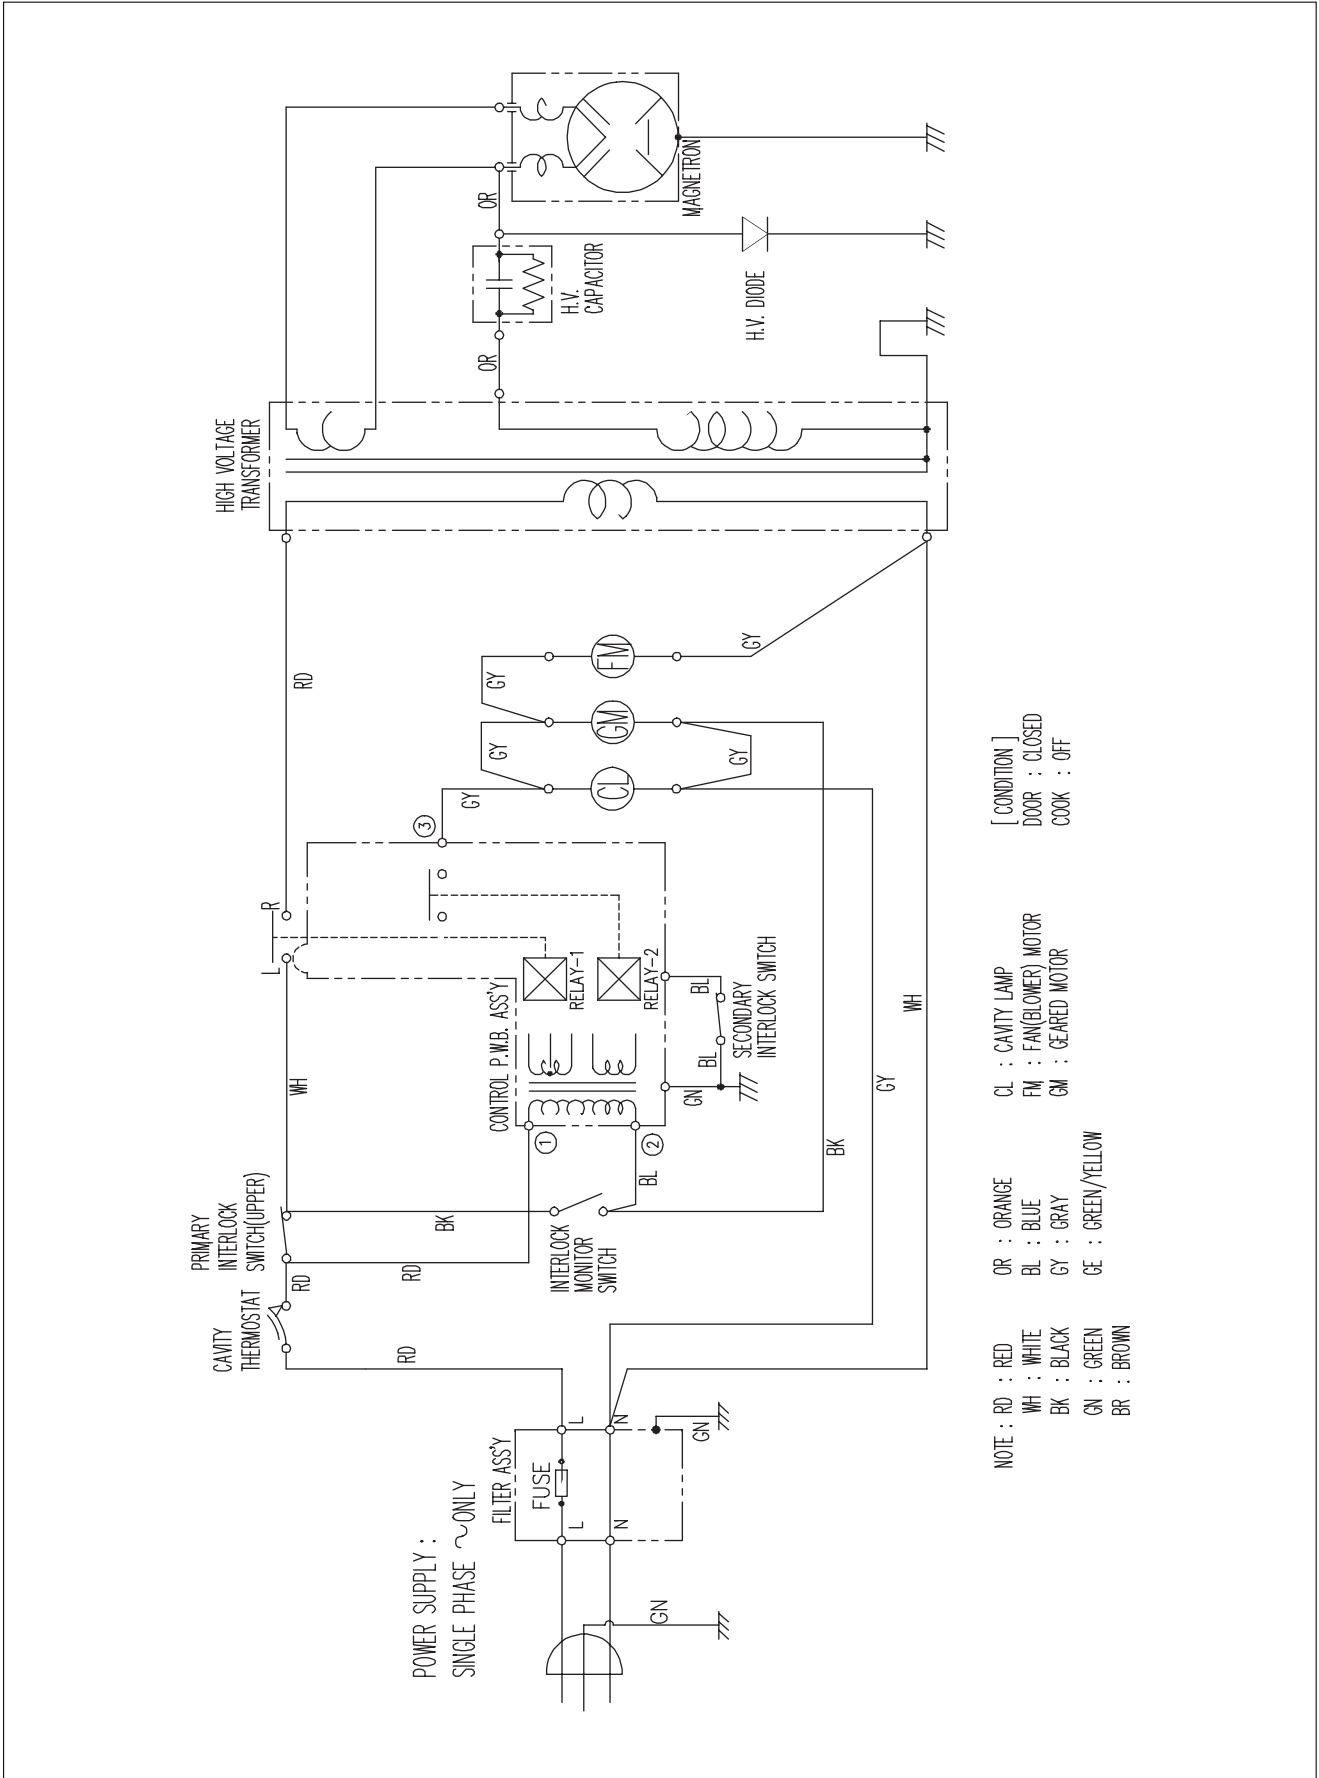 POWER SUPPLY :
SINGLE PHASE ~ ONLY
FILTER ASS'Y
FUSE
L
N
L
N
GN
GN
CAVITY
THERMOSTAT
RD
RD
RD
PRIMARY
INTERLOCK
SWITCH(UPPER)
WH
BK
INTERLOCK
MONITOR
SWITCH
BL
BK
GY
WH
CONTROL P.W.B. ASS'Y
1
2
3
RELAY-1
RELAY-2
GN
BL
BL
SECONDARY
INTERLOCK SWITCH
L
R
RD
GY
GY
GY
CL
GM
FM
GY
GY
HIGH VOLTAGE
TRANSFORMER
OR
OR
H.V.
CAPACITOR
H.V. DIODE
MAGNETRON
NOTE : RD : RED
WH : WHITE
BK : BLACK
GN : GREEN
BR : BROWN
OR : ORANGE
BL : BLUE
GY : GRAY
GE : GREEN/YELLOW
CL : CAVITY LAMP
FM : FAN(BLOWER) MOTOR
GM : GEARED MOTOR
[ CONDITION ]
DOOR : CLOSED
COOK : OFF